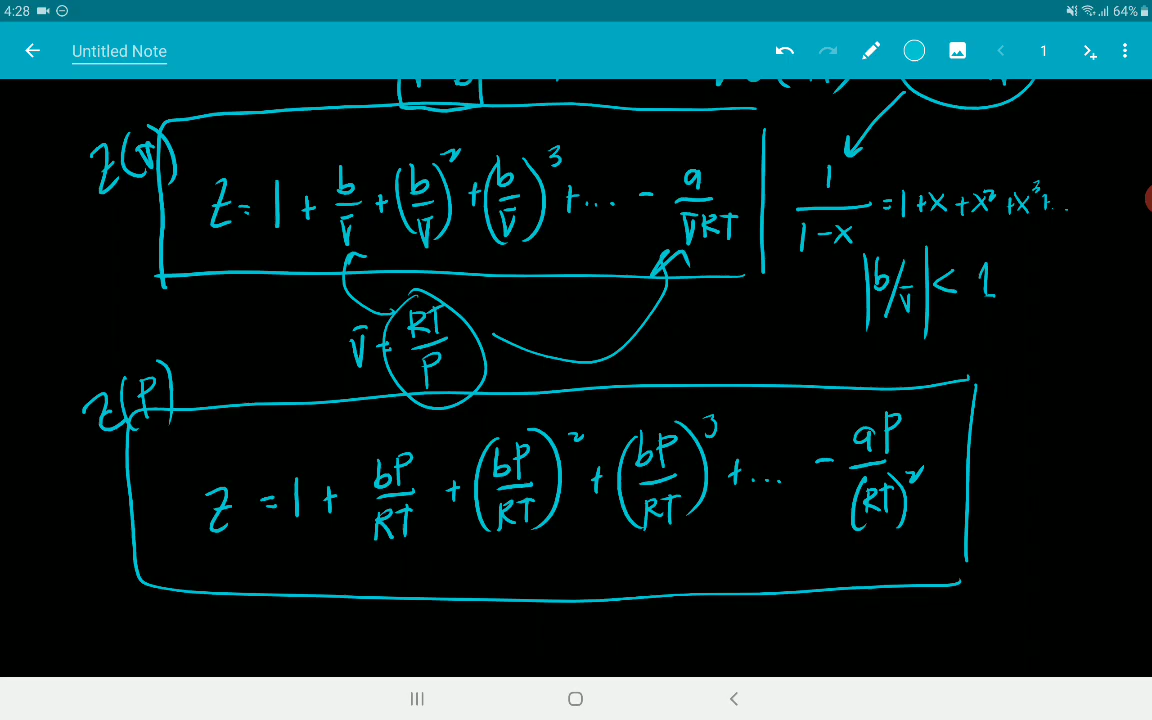 4:28 64%
Untitled Note 1
Z(V̄) Z = 1 + b/V̄ + (b/V̄)² + (b/V̄)³ + ... - a/(V̄RT)
1/(1-x) = 1 + x + x² + x³ + ...
|b/V̄| < 1
V̄ = RT/P
Z(P)
Z = 1 + bP/RT + (bP/RT)² + (bP/RT)³ + ... - aP/(RT)²